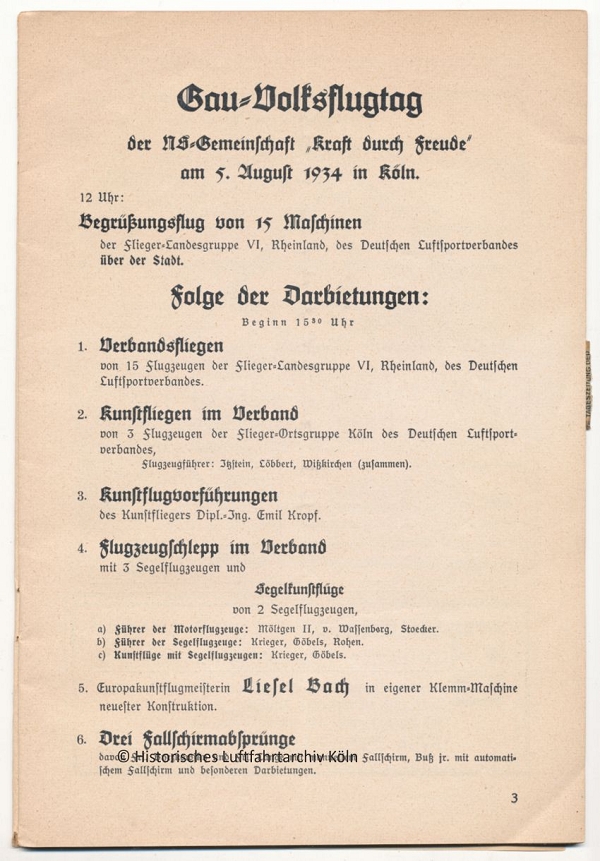 Gau-Volksflugtag
der NS-Gemeinschaft „Kraft durch Freude“
am 5. August 1934 in Köln.
12 Uhr:
Begrüßungsflug von 15 Maschinen
der Flieger-Landesgruppe VI, Rheinland, des Deutschen Luftsportverbandes
über der Stadt.
Folge der Darbietungen:
Beginn 15³⁰ Uhr
1. Verbandsfliegen
von 15 Flugzeugen der Flieger-Landesgruppe VI, Rheinland, des Deutschen
Luftsportverbandes.
2. Kunstfliegen im Verband
von 3 Flugzeugen der Flieger-Ortsgruppe Köln des Deutschen Luftsport-
verbandes,
Flugzeugführer: Itzstein, Löbbert, Wißkirchen (zusammen).
3. Kunstflugvorführungen
des Kunstfliegers Dipl.-Ing. Emil Kropf.
4. Flugzeugschlepp im Verband
mit 3 Segelflugzeugen und
Segelkunstflüge
von 2 Segelflugzeugen,
a) Führer der Motorflugzeuge: Möltgen II, v. Wassenberg, Stoecker.
b) Führer der Segelflugzeuge: Krieger, Göbels, Rohen.
c) Kunstflüge mit Segelflugzeugen: Krieger, Göbels.
5. Europakunstflugmeisterin Liesel Bach in eigener Klemm-Maschine
neuester Konstruktion.
6. Drei Fallschirmabsprünge
© Historisches Luftfahrtarchiv Köln
Fallschirm, Buß jr. mit automati-
schem Fallschirm und besonderen Darbietungen.
3